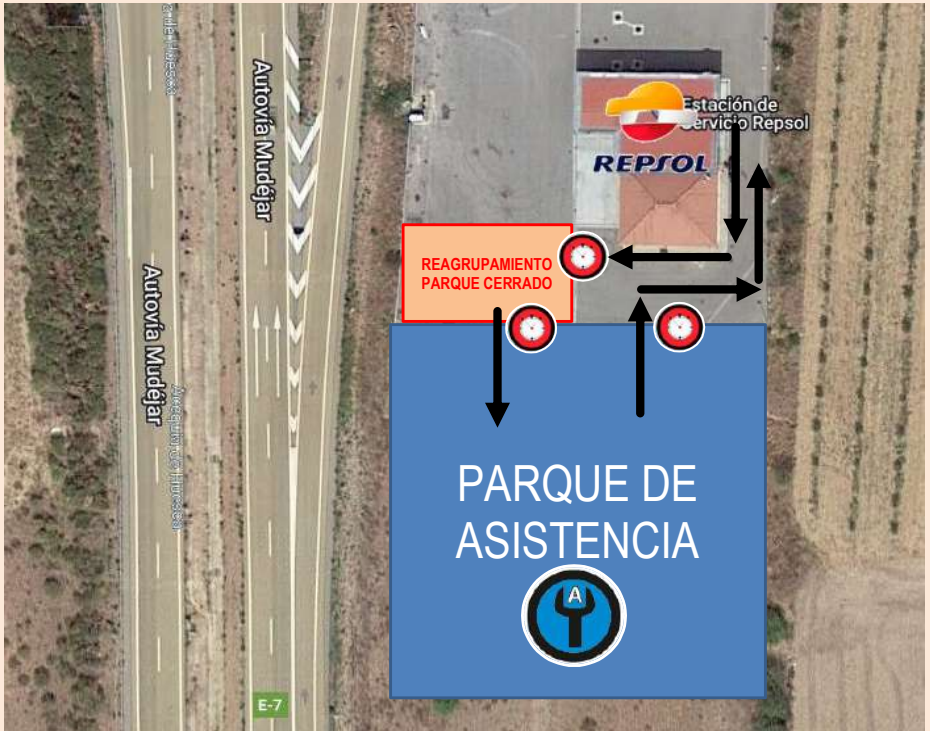 Autovía Mudéjar
Autovía Mudéjar
Estación de
Servicio Repsol
REPSOL
REAGRUPAMIENTO
PARQUE CERRADO
PARQUE DE
ASISTENCIA
A
E-7